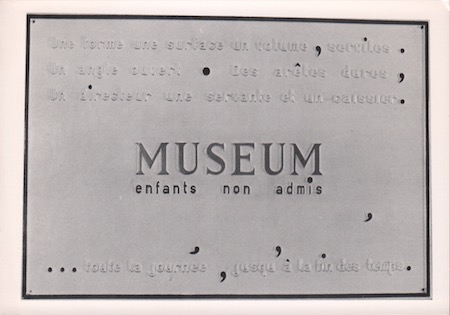 Une forme une surface un volume, serviles.
Un angle ouvert. Des arêtes dures,
Un directeur une servante et un caissier.
MUSEUM
enfants non admis
,
... toute la journée, jusqu'à la fin des temps.